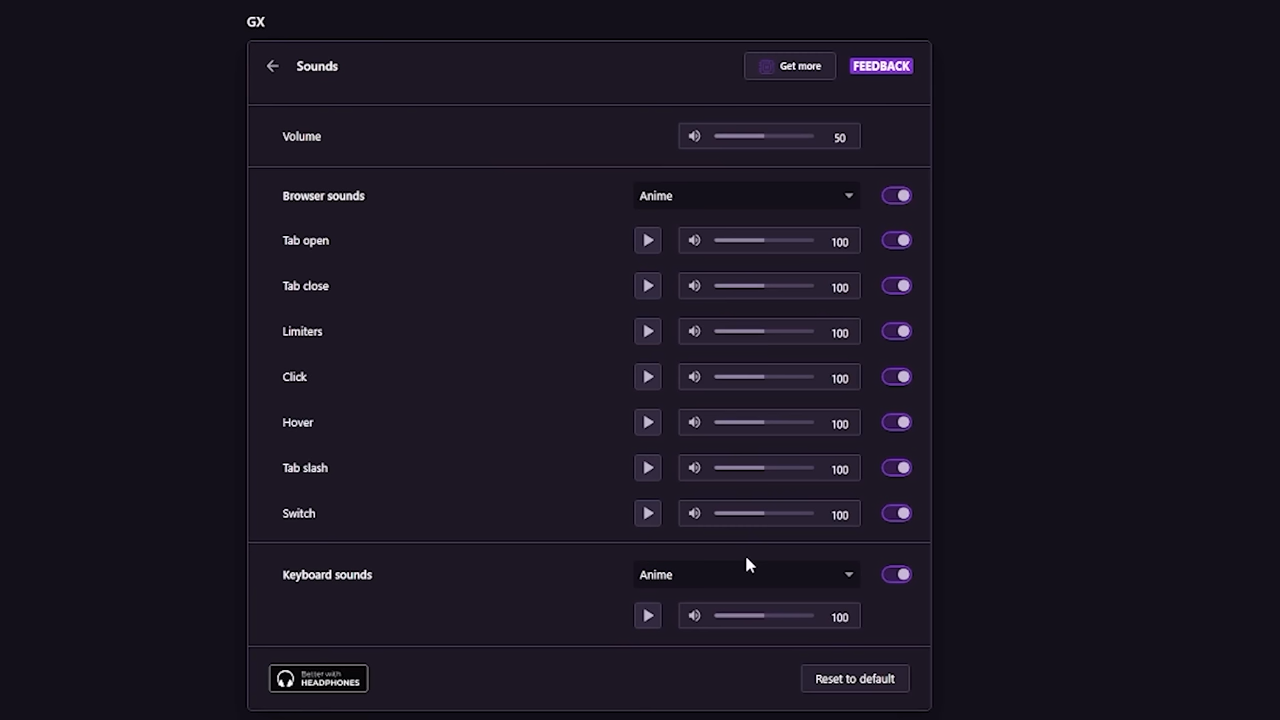 GX
Sounds
Get more
FEEDBACK
Volume
50
Browser sounds
Anime
Tab open
100
Tab close
100
Limiters
100
Click
100
Hover
100
Tab slash
100
Switch
100
Keyboard sounds
Anime
100
Better with
HEADPHONES
Reset to default